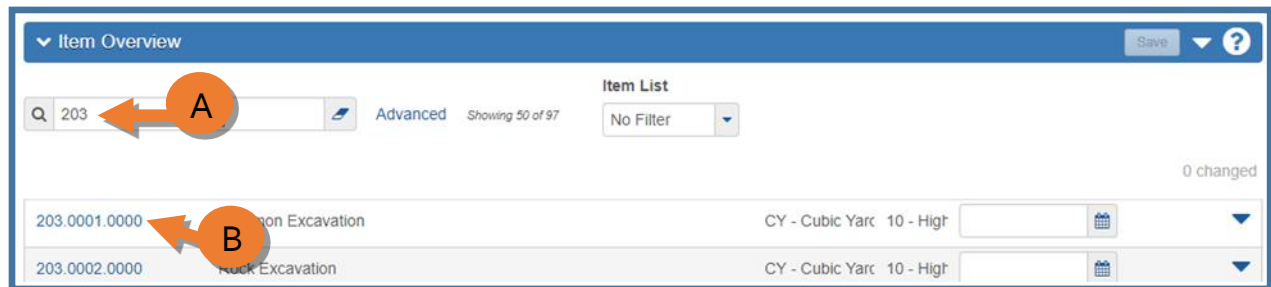 Item Overview Save ?
Item List
203 A Advanced Showing 50 of 97 No Filter
0 changed
203.0001.0000 Excavation CY - Cubic Yarc 10 - High
B
203.0002.0000 Rock Excavation CY - Cubic Yarc 10 - High